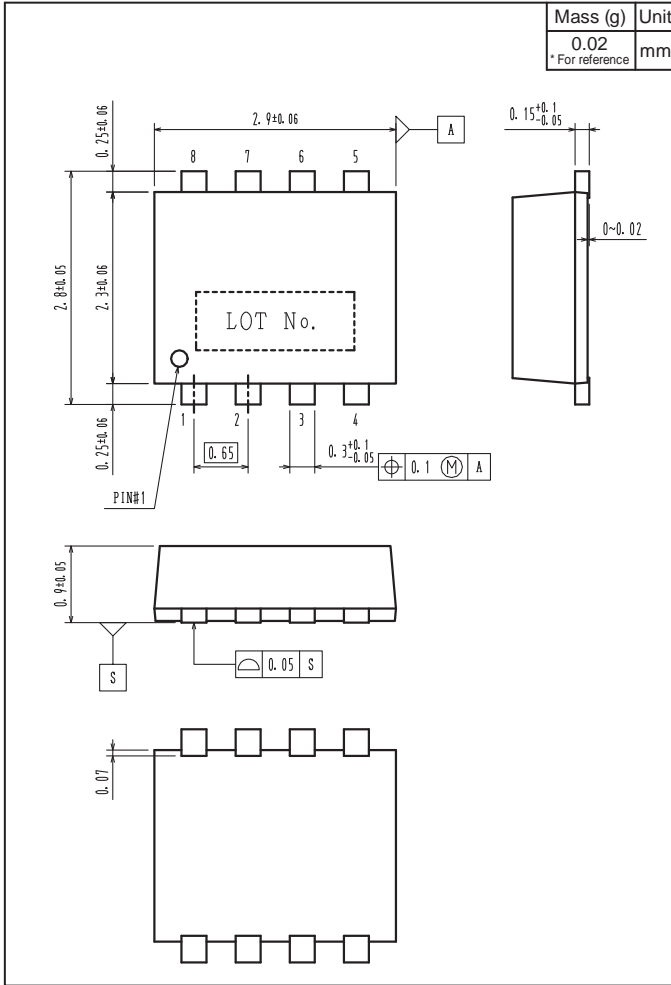 Mass (g) Unit
0.02 mm
* For reference
2.9±0.06
A
0.15+0.1
-0.05
0.25±0.06
8 7 6 5
0~0.02
2.8±0.05
2.3±0.06
LOT No.
0.25±0.06
1 2 3 4
0.65
0.3+0.1
-0.05
0.1 M A
PIN#1
0.9±0.05
S
0.05 S
0.07